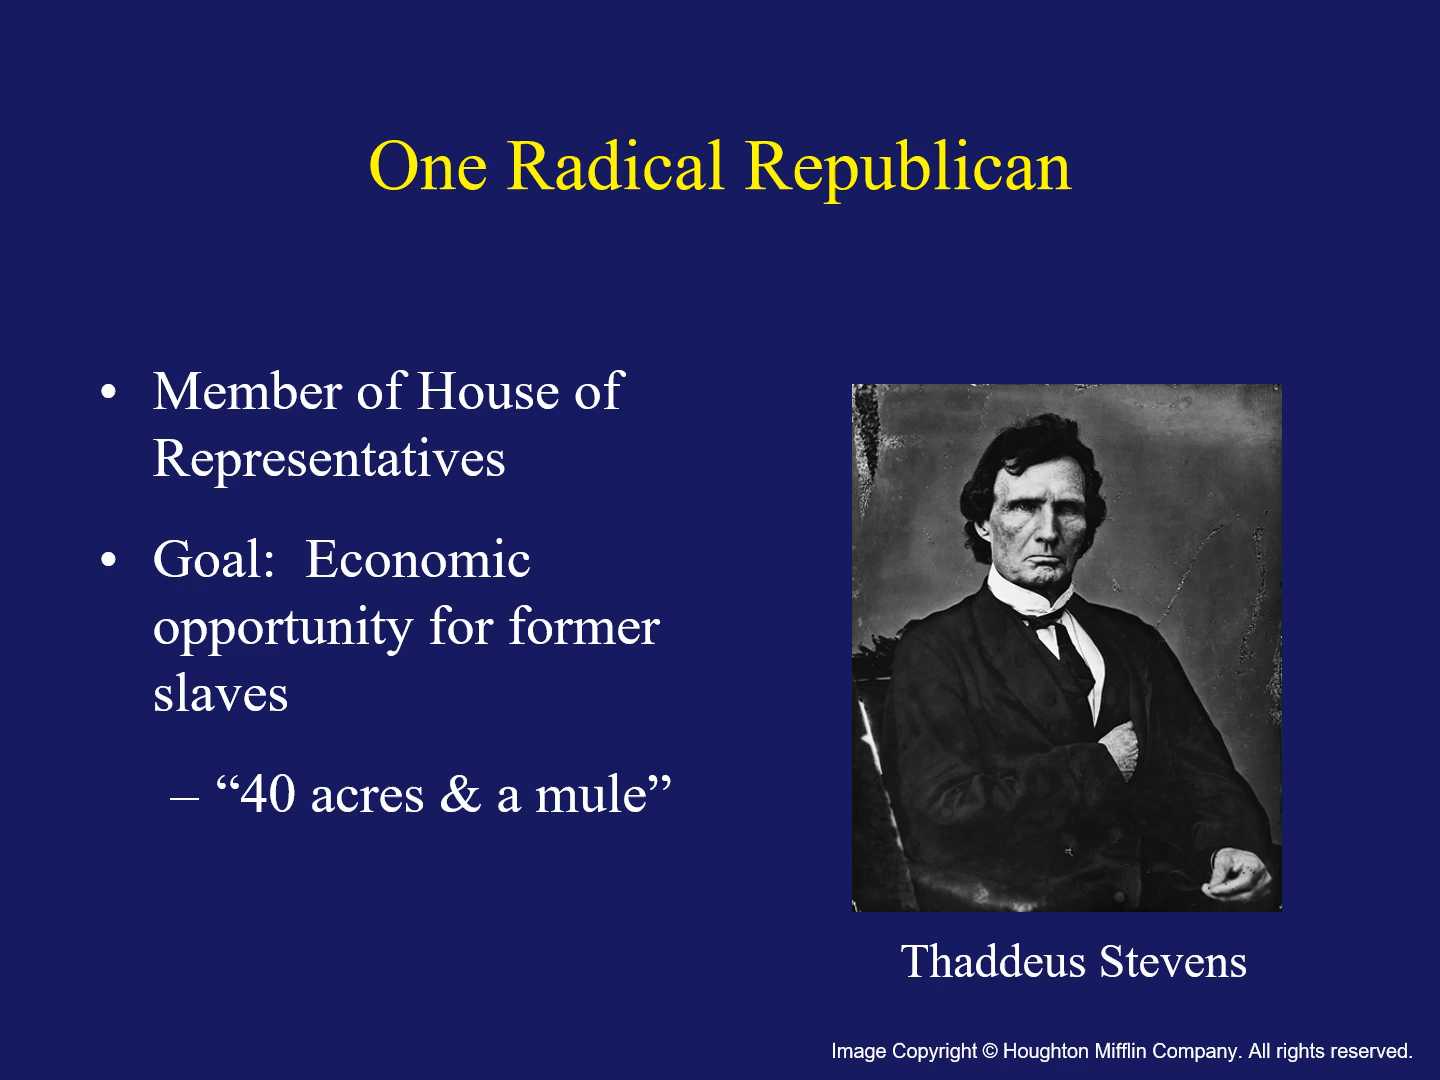 One Radical Republican
• Member of House of
Representatives
• Goal:  Economic
opportunity for former
slaves
– “40 acres & a mule”
Thaddeus Stevens
Image Copyright © Houghton Mifflin Company. All rights reserved.